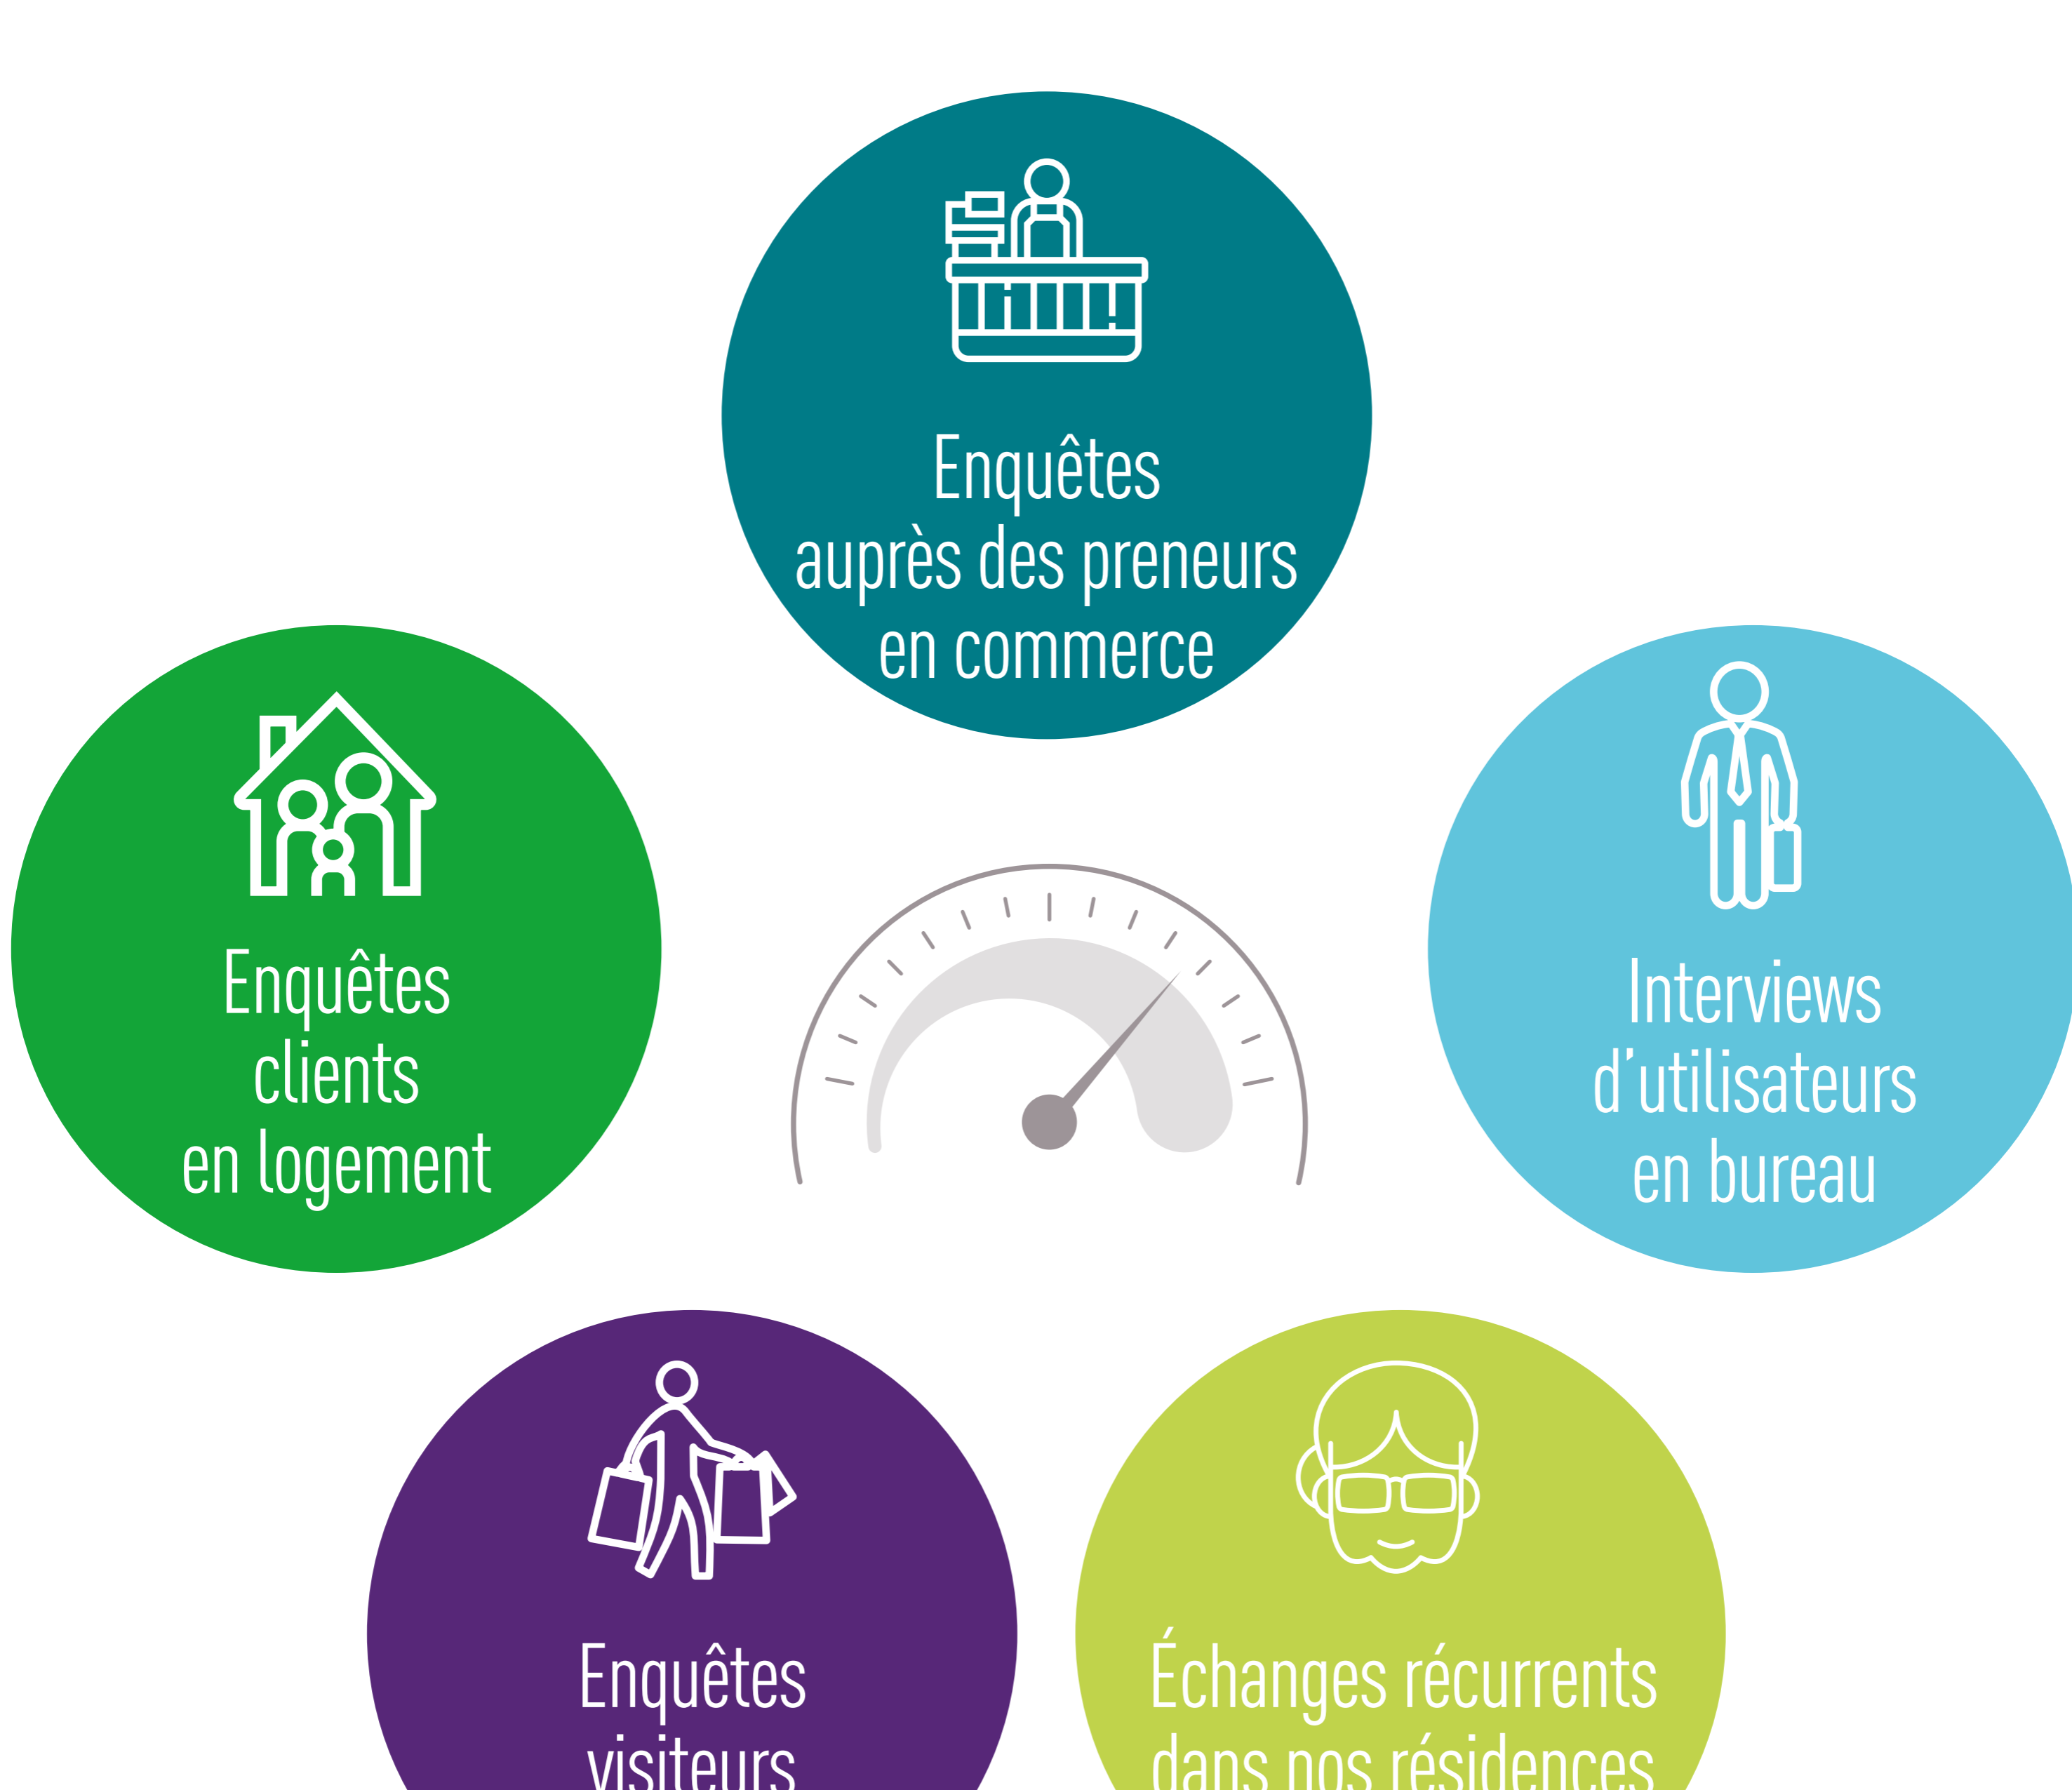 Enquêtes
auprès des preneurs
en commerce
Enquêtes
clients
en logement
Interviews
d’utilisateurs
en bureau
Enquêtes
visiteurs
Échanges récurrents
dans nos résidences